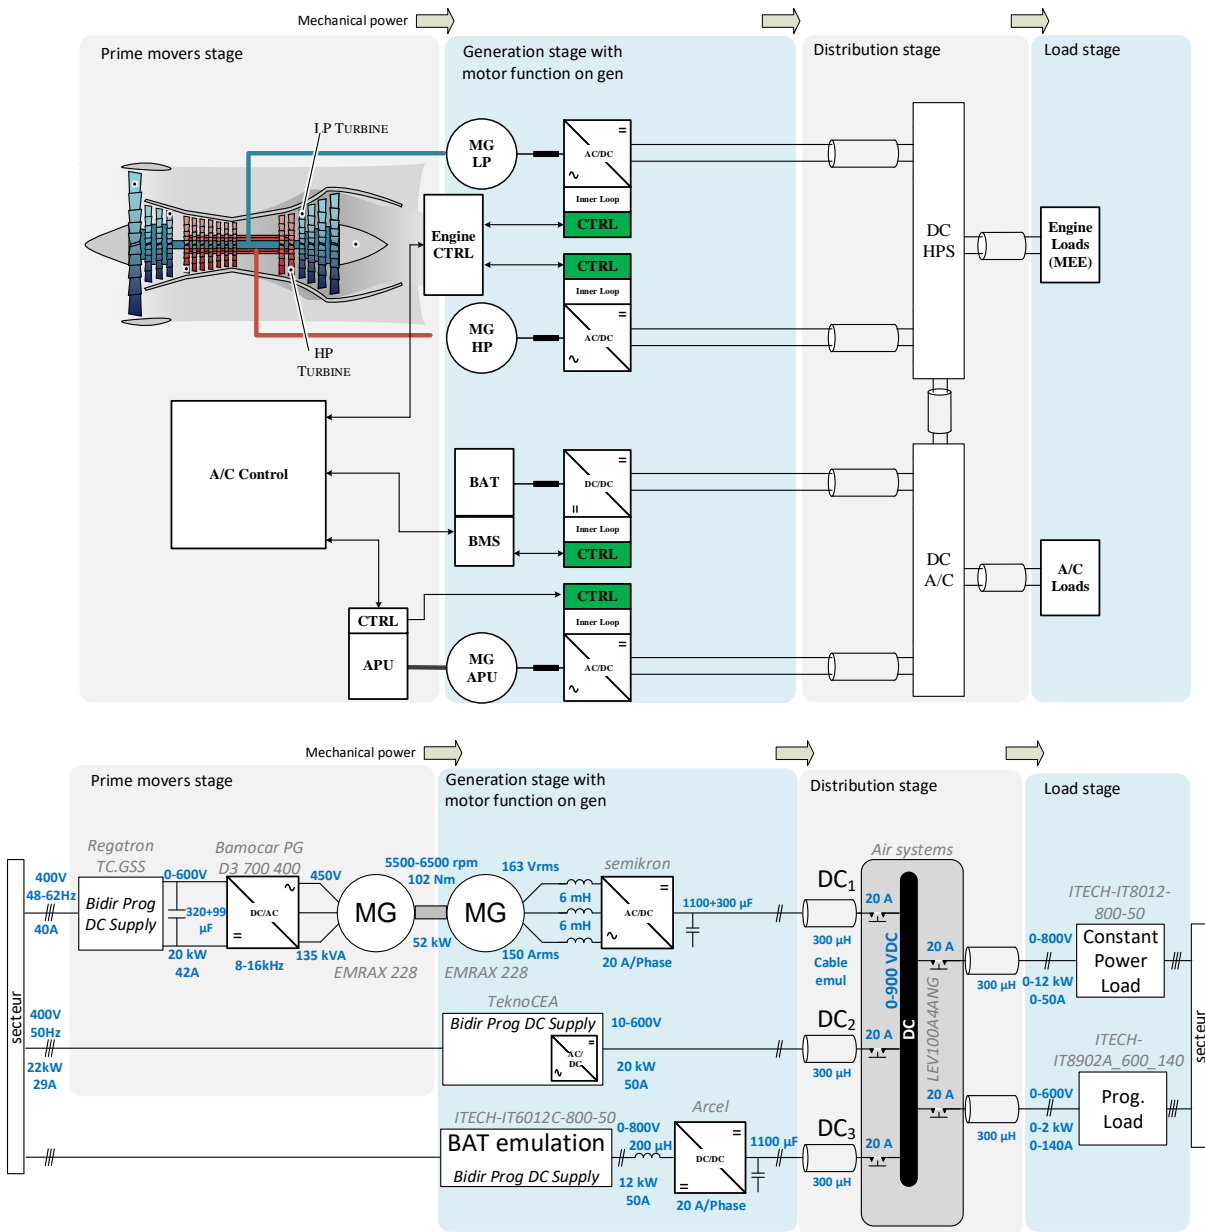 Mechanical power
Prime movers stage
Generation stage with
motor function on gen
Distribution stage
Load stage
LP TURBINE
HP
TURBINE
MG
LP
AC/DC
Inner Loop
CTRL
Engine
CTRL
CTRL
Inner Loop
MG
HP
AC/DC
DC
HPS
Engine
Loads
(MEE)
A/C Control
BAT
BMS
DC/DC
Inner Loop
CTRL
CTRL
Inner Loop
AC/DC
CTRL
APU
MG
APU
DC
A/C
A/C
Loads
Mechanical power
Prime movers stage
Generation stage with
motor function on gen
Distribution stage
Load stage
secteur
400V
48-62Hz
40A
Regatron
TC.GSS
Bidir Prog
DC Supply
0-600V
320+99
µF
20 kW
42A
Bamocar PG
D3 700 400
DC/AC
8-16kHz
450V
135 kVA
MG
EMRAX 228
5500-6500 rpm
102 Nm
52 kW
MG
EMRAX 228
163 Vrms
150 Arms
6 mH
6 mH
semikron
AC/DC
20 A/Phase
1100+300 µF
DC1
300 µH
Cable
emul
20 A
Air systems
0-900 VDC
DC
LEV100A4ANG
20 A
300 µH
0-800V
0-12 kW
0-50A
ITECH-IT8012-
800-50
Constant
Power
Load
secteur
400V
50Hz
22kW
29A
TeknoCEA
Bidir Prog DC Supply
AC/
DC
10-600V
20 kW
50A
DC2
300 µH
20 A
ITECH-
IT8902A_600_140
20 A
300 µH
0-600V
0-2 kW
0-140A
Prog.
Load
ITECH-IT6012C-800-50
BAT emulation
Bidir Prog DC Supply
0-800V
200 µH
12 kW
50A
Arcel
DC/DC
20 A/Phase
1100 µF
DC3
300 µH
20 A